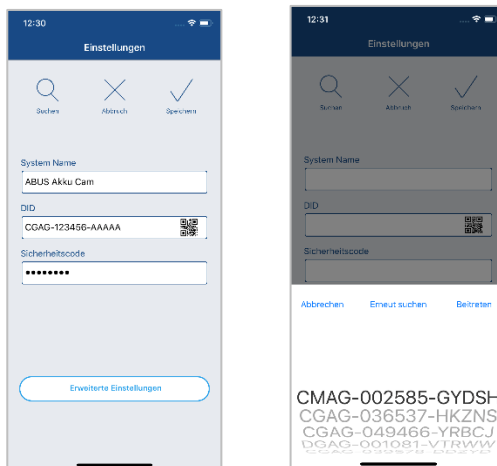 12:30
Einstellungen
Suchen Abbruch Speichern
System Name
ABUS Akku Cam
DID
CGAG-123456-AAAAA
Sicherheitscode
••••••••
Erweiterte Einstellungen
12:31
Einstellungen
Suchen Abbruch Speichern
System Name
DID
Sicherheitscode
Abbrechen Erneut suchen Beitreten
CMAG-002585-GYDSH
CGAG-036537-HKZNS
CGAG-049466-YRBCJ
DGAG-001081-VTRWW